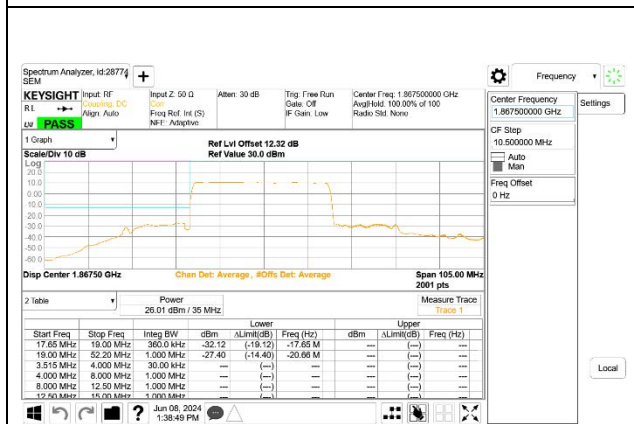 Spectrum Analyzer, id:28774
SEM
+
Frequency
KEYSIGHT
Input: RF
Input Z: 50 Ω
Atten: 30 dB
Trig: Free Run
Center Freq: 1.867500000 GHz
RL
Coupling: DC
Corr
Gate: Off
Avg|Hold: 100.00% of 100
Align: Auto
Freq Ref: Int (S)
IF Gain: Low
Radio Std: None
PASS
NFE: Adaptive
Center Frequency
1.867500000 GHz
Settings
CF Step
10.500000 MHz
Auto
Man
Freq Offset
0 Hz
1 Graph
Ref Lvl Offset 12.32 dB
Scale/Div 10 dB
Ref Value 30.0 dBm
Log
20.0
10.0
0.00
-10.0
-20.0
-30.0
-40.0
-50.0
-60.0
Disp Center 1.86750 GHz
Chan Det: Average , #Offs Det: Average
Span 105.00 MHz
2001 pts
2 Table
Power
26.01 dBm / 35 MHz
Measure Trace
Trace 1
Lower Upper
Start Freq Stop Freq Integ BW dBm ΔLimit(dB) Freq (Hz) dBm ΔLimit(dB) Freq (Hz)
17.65 MHz 19.00 MHz 360.0 kHz -32.12 (-19.12) -17.65 M --- (---) ---
19.00 MHz 52.20 MHz 1.000 MHz -27.40 (-14.40) -20.66 M --- (---) ---
3.515 MHz 4.000 MHz 30.00 kHz --- (---) --- --- (---) ---
4.000 MHz 8.000 MHz 1.000 MHz --- (---) --- --- (---) ---
8.000 MHz 12.50 MHz 1.000 MHz --- (---) --- --- (---) ---
12.50 MHz 15.00 MHz 1.000 MHz --- (---) --- --- (---) ---
Local
?
Jun 08, 2024
1:38:49 PM